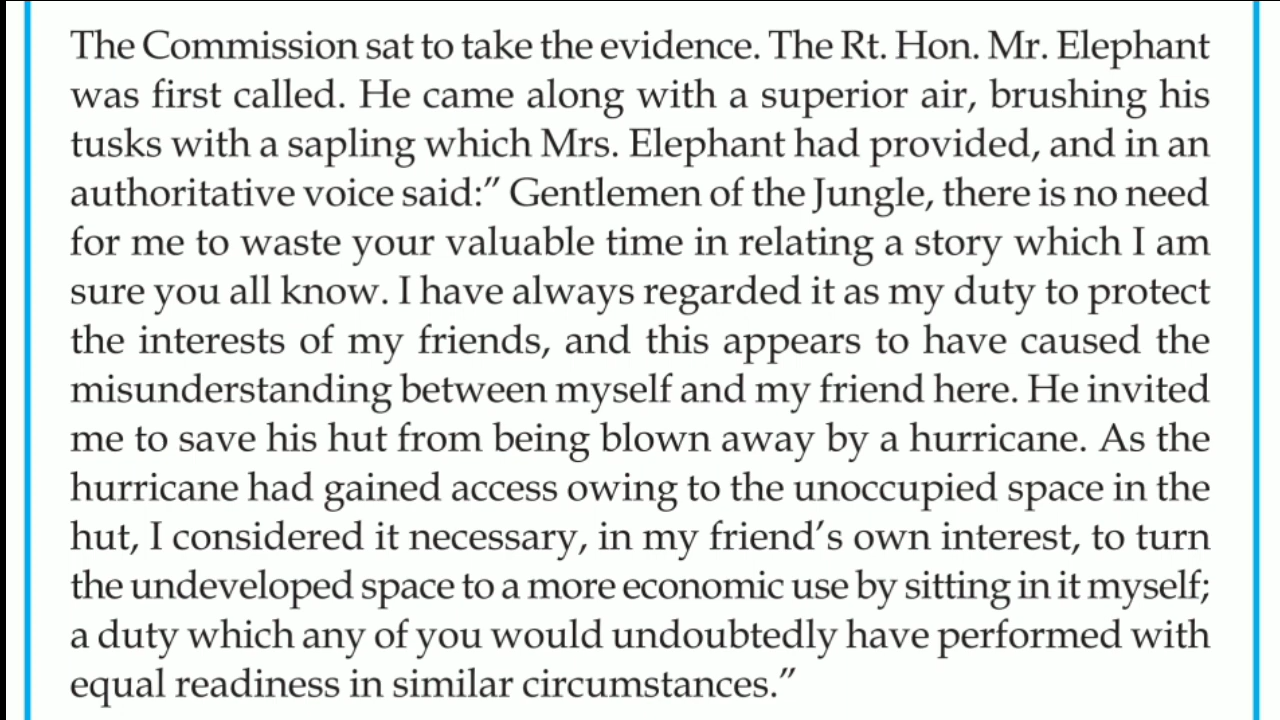 The Commission sat to take the evidence. The Rt. Hon. Mr. Elephant
was first called. He came along with a superior air, brushing his
tusks with a sapling which Mrs. Elephant had provided, and in an
authoritative voice said:” Gentlemen of the Jungle, there is no need
for me to waste your valuable time in relating a story which I am
sure you all know. I have always regarded it as my duty to protect
the interests of my friends, and this appears to have caused the
misunderstanding between myself and my friend here. He invited
me to save his hut from being blown away by a hurricane. As the
hurricane had gained access owing to the unoccupied space in the
hut, I considered it necessary, in my friend’s own interest, to turn
the undeveloped space to a more economic use by sitting in it myself;
a duty which any of you would undoubtedly have performed with
equal readiness in similar circumstances.”